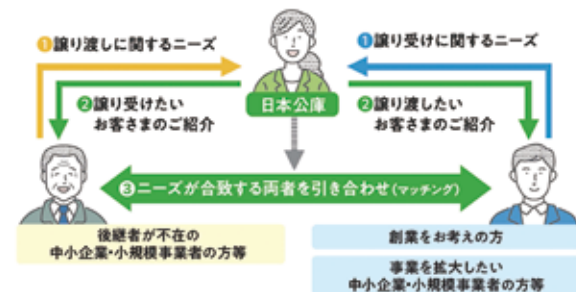 ❶譲り渡しに関するニーズ
❶譲り受けに関するニーズ
❷譲り受けたい
お客さまのご紹介
日本公庫
❷譲り渡したい
お客さまのご紹介
❸ニーズが合致する両者を引き合わせ(マッチング)
後継者が不在の
中小企業・小規模事業者の方等
創業をお考えの方
事業を拡大したい
中小企業・小規模事業者の方等